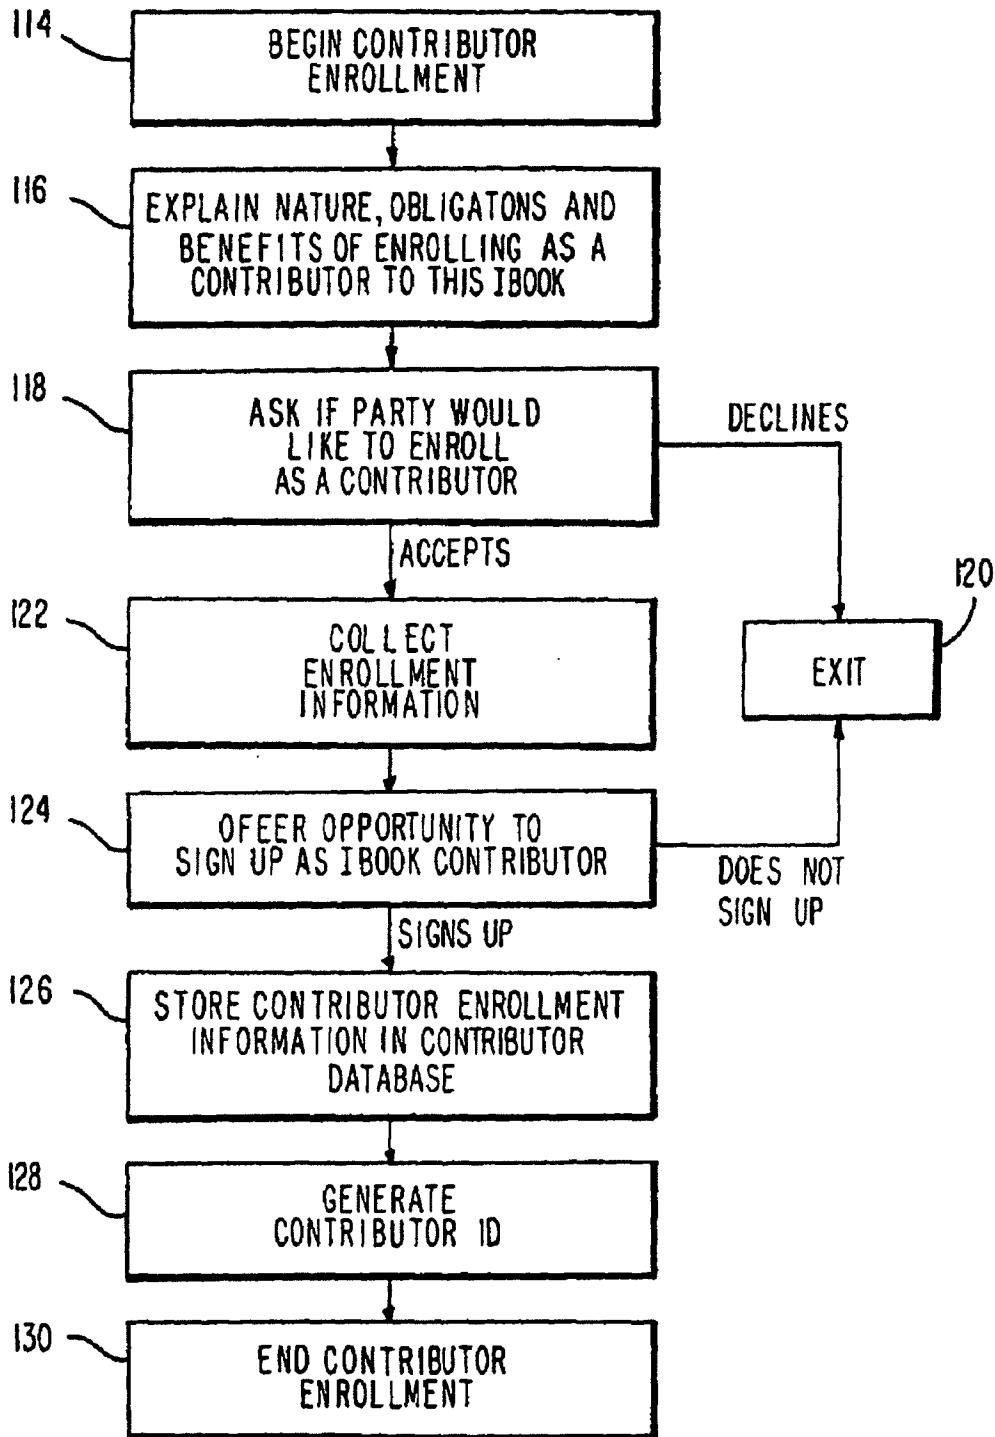 114
BEGIN CONTRIBUTOR
ENROLLMENT
116
EXPLAIN NATURE, OBLIGATONS AND
BENEFITS OF ENROLLING AS A
CONTRIBUTOR TO THIS IBOOK
118
ASK IF PARTY WOULD
LIKE TO ENROLL
AS A CONTRIBUTOR
DECLINES
ACCEPTS
120
EXIT
122
COLLECT
ENROLLMENT
INFORMATION
124
OFEER OPPORTUNITY TO
SIGN UP AS IBOOK CONTRIBUTOR
DOES NOT
SIGN UP
SIGNS UP
126
STORE CONTRIBUTOR ENROLLMENT
INFORMATION IN CONTRIBUTOR
DATABASE
128
GENERATE
CONTRIBUTOR ID
130
END CONTRIBUTOR
ENROLLMENT